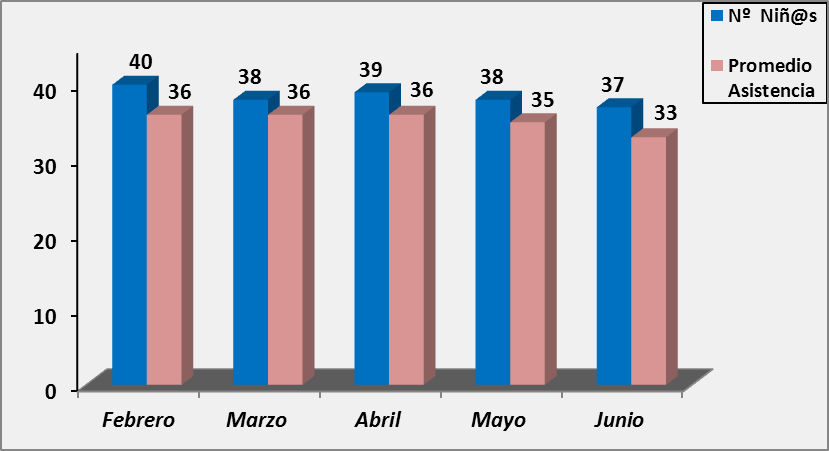 Nº Niñ@s
Promedio
Asistencia
40
36
38
36
39
36
38
35
37
33
40
30
20
10
0
Febrero
Marzo
Abril
Mayo
Junio